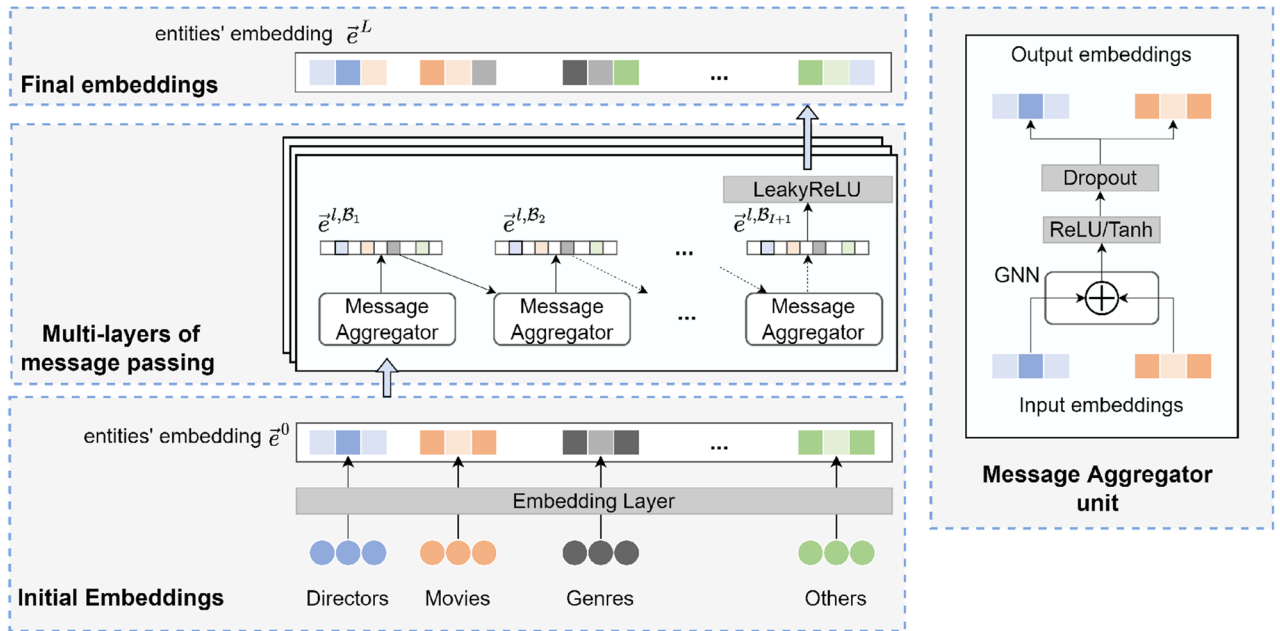 entities' embedding e⃗^L
Final embeddings
...
LeakyReLU
e⃗^{l,ℬ_1}
e⃗^{l,ℬ_2}
e⃗^{l,ℬ_{I+1}}
...
Message
Aggregator
Message
Aggregator
...
Message
Aggregator
Multi-layers of
message passing
entities' embedding e⃗^0
...
Embedding Layer
Initial Embeddings
Directors
Movies
Genres
Others
Output embeddings
Dropout
ReLU/Tanh
GNN
Input embeddings
Message Aggregator
unit